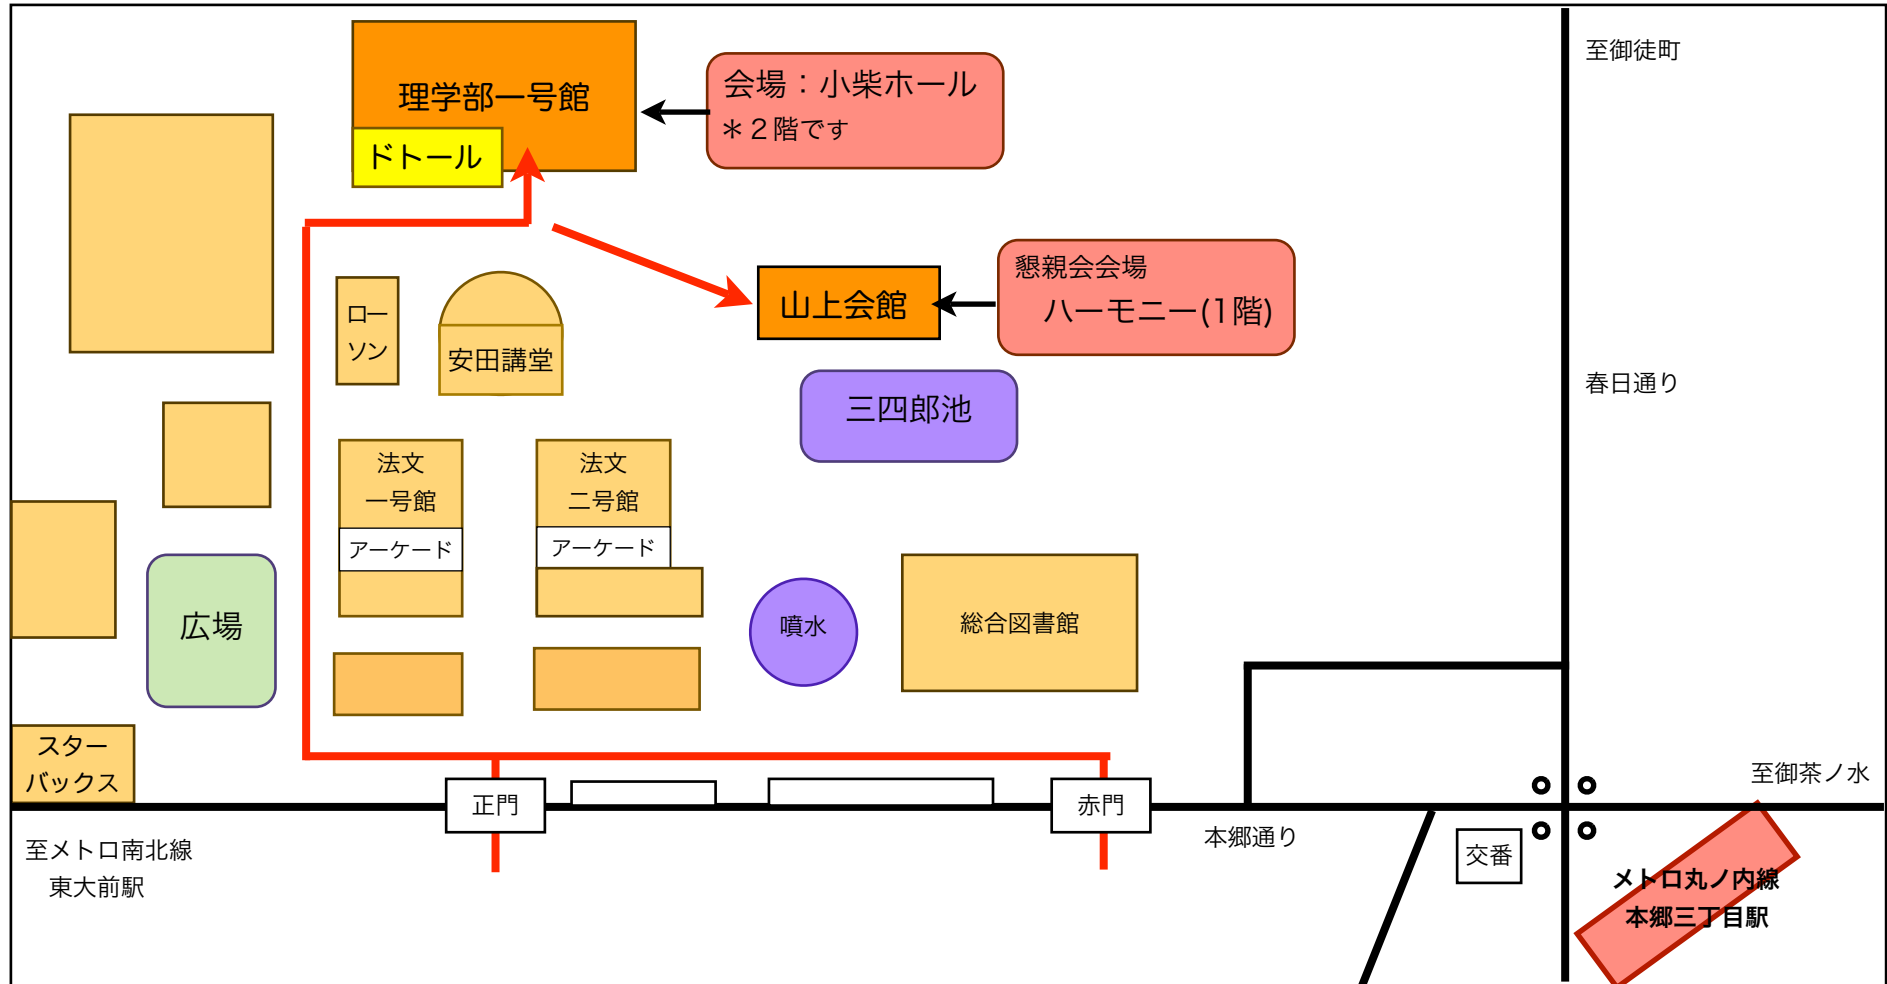 至御徒町
理学部一号館
会場：小柴ホール
＊２階です
ドトール
懇親会会場
ハーモニー(1階)
山上会館
ロー
ソン
安田講堂
三四郎池
春日通り
法文
一号館
アーケード
法文
二号館
アーケード
広場
噴水
総合図書館
スター
バックス
正門
赤門
至御茶ノ水
本郷通り
交番
至メトロ南北線
東大前駅
メトロ丸ノ内線
本郷三丁目駅